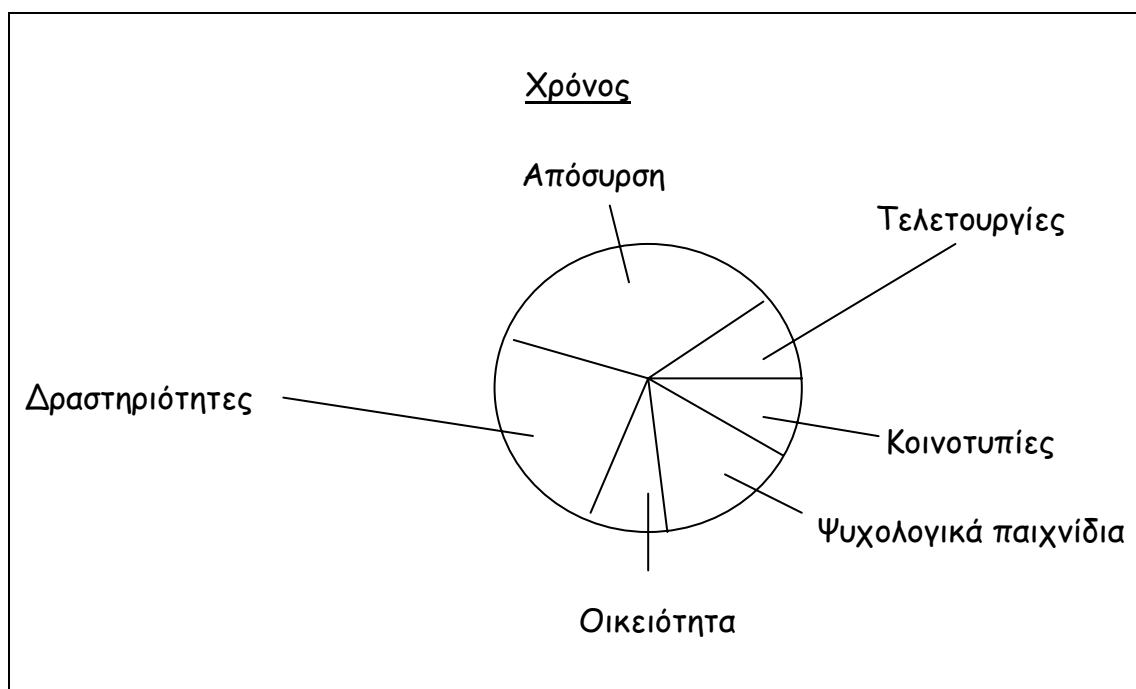 Χρόνος
Απόσυρση
Τελετουργίες
Δραστηριότητες
Κοινοτυπίες
Ψυχολογικά παιχνίδια
Οικειότητα